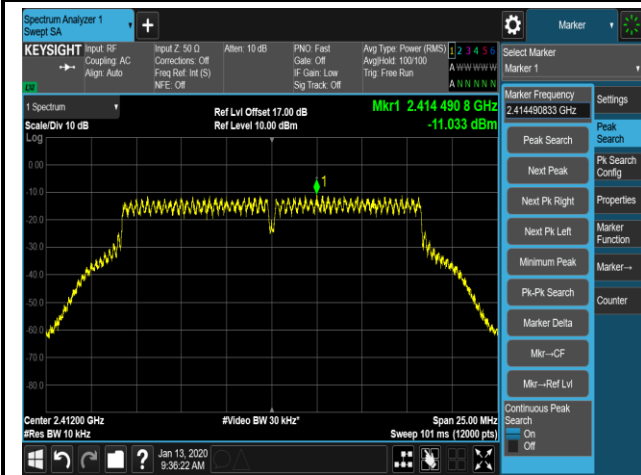 Spectrum Analyzer 1
Swept SA
+
Marker
KEYSIGHT Input: RF
Coupling: AC
Align: Auto
Input Z: 50 Ω
Corrections: Off
Freq Ref: Int (S)
NFE: Off
Atten: 10 dB
PNO: Fast
Gate: Off
IF Gain: Low
Sig Track: Off
Avg Type: Power (RMS)
Avg|Hold: 100/100
Trig: Free Run
1 2 3 4 5 6
A W W W W W
A N N N N N
Select Marker
Marker 1
1 Spectrum
Scale/Div 10 dB
Log
Ref Lvl Offset 17.00 dB
Ref Level 10.00 dBm
Mkr1 2.414 490 8 GHz
-11.033 dBm
0.00
-10.0
-20.0
-30.0
-40.0
-50.0
-60.0
-70.0
-80.0
1
Center 2.41200 GHz
#Res BW 10 kHz
#Video BW 30 kHz*
Span 25.00 MHz
Sweep 101 ms (12000 pts)
Marker Frequency
2.414490833 GHz
Peak Search
Next Peak
Next Pk Right
Next Pk Left
Minimum Peak
Pk-Pk Search
Marker Delta
Mkr→CF
Mkr→Ref Lvl
Continuous Peak
Search
On
Off
Settings
Peak
Search
Pk Search
Config
Properties
Marker
Function
Marker→
Counter
?
Jan 13, 2020
9:36:22 AM